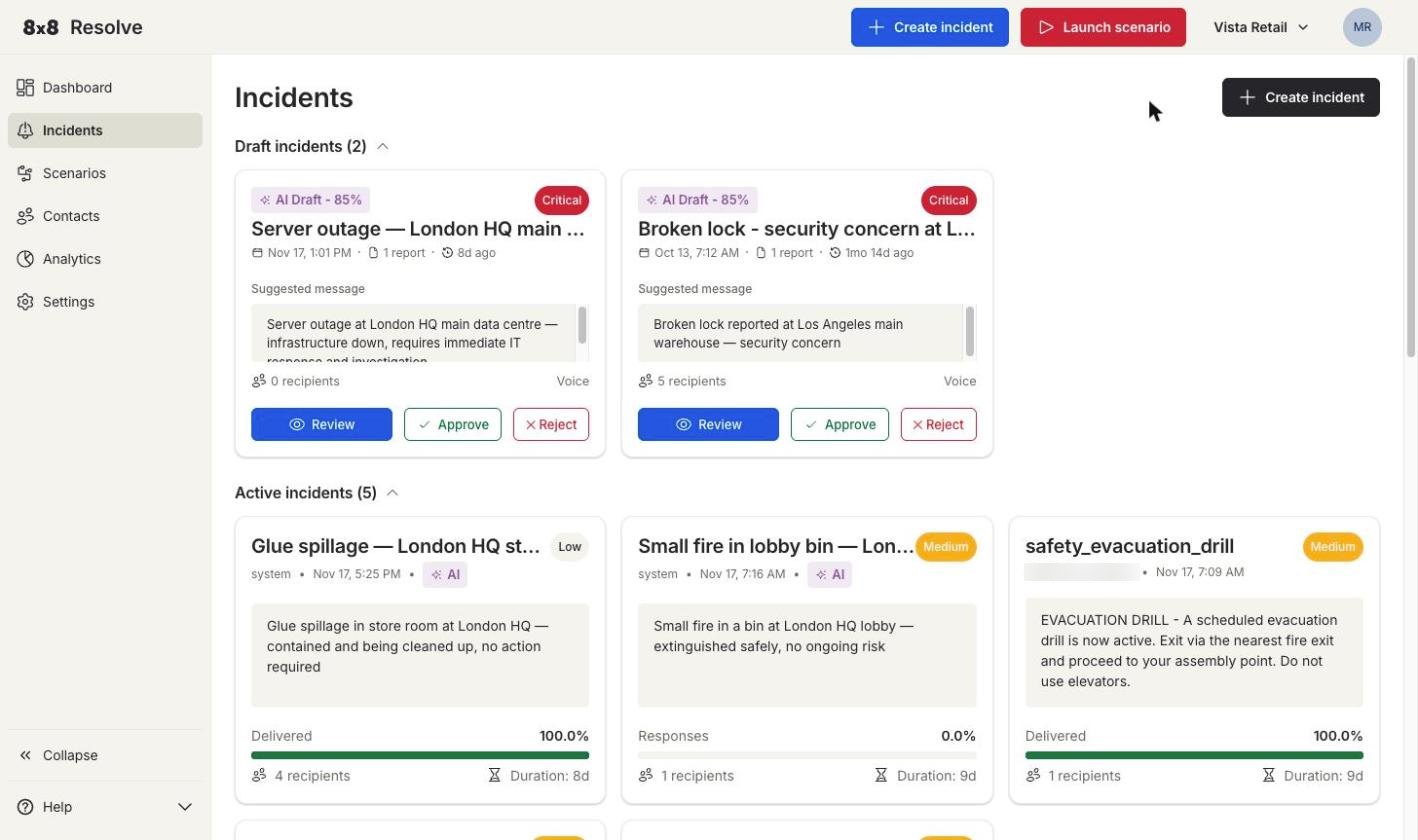 8x8 Resolve
Create incident
Launch scenario
Vista Retail
MR
Dashboard
Incidents
Scenarios
Contacts
Analytics
Settings
Collapse
Help
Incidents
Create incident
Draft incidents (2)
AI Draft - 85%
Critical
Server outage — London HQ main ...
Nov 17, 1:01 PM · 1 report · 8d ago
Suggested message
Server outage at London HQ main data centre —
infrastructure down, requires immediate IT
response and investigation
0 recipients
Voice
Review
Approve
Reject
AI Draft - 85%
Critical
Broken lock - security concern at L...
Oct 13, 7:12 AM · 1 report · 1mo 14d ago
Suggested message
Broken lock reported at Los Angeles main
warehouse — security concern
5 recipients
Voice
Review
Approve
Reject
Active incidents (5)
Glue spillage — London HQ st...
Low
system • Nov 17, 5:25 PM • AI
Glue spillage in store room at London HQ —
contained and being cleaned up, no action
required
Delivered
100.0%
4 recipients
Duration: 8d
Small fire in lobby bin — Lon...
Medium
system • Nov 17, 7:16 AM • AI
Small fire in a bin at London HQ lobby —
extinguished safely, no ongoing risk
Responses
0.0%
1 recipients
Duration: 9d
safety_evacuation_drill
Medium
• Nov 17, 7:09 AM
EVACUATION DRILL - A scheduled evacuation
drill is now active. Exit via the nearest fire exit
and proceed to your assembly point. Do not
use elevators.
Delivered
100.0%
1 recipients
Duration: 9d